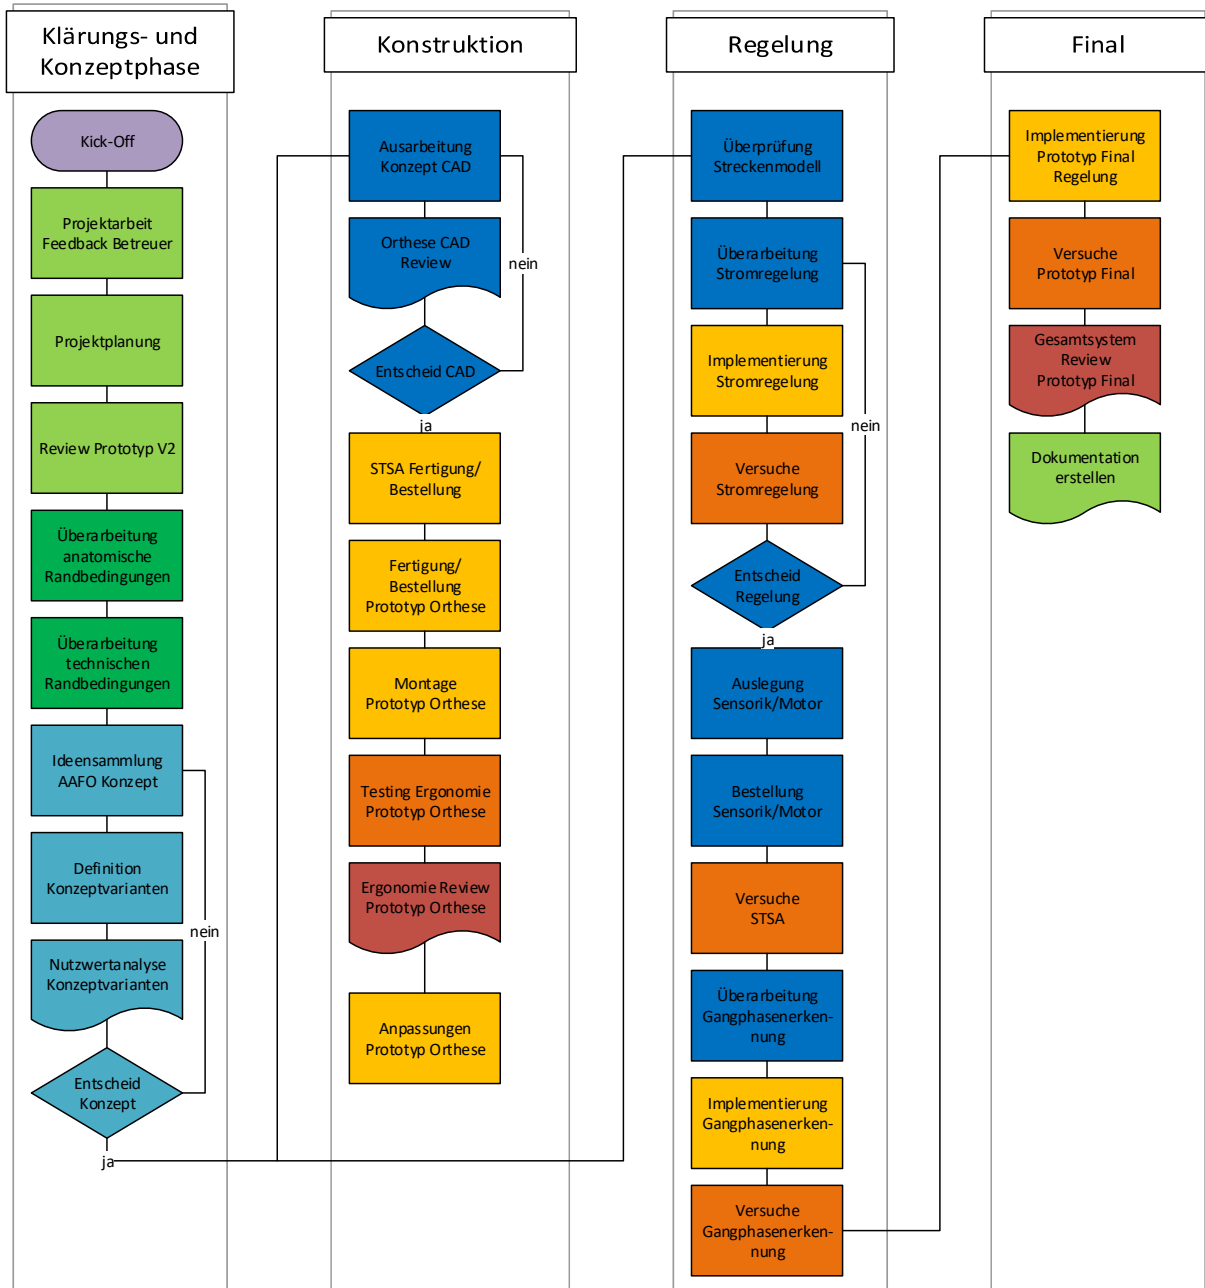 Klärungs- und
Konzeptphase
Kick-Off
Projektarbeit
Feedback Betreuer
Projektplanung
Review Prototyp V2
Überarbeitung
anatomische
Randbedingungen
Überarbeitung
technischen
Randbedingungen
Ideensammlung
AAFO Konzept
Definition
Konzeptvarianten
nein
Nutzwertanalyse
Konzeptvarianten
Entscheid
Konzept
ja
Konstruktion
Ausarbeitung
Konzept CAD
Orthese CAD
Review
nein
Entscheid CAD
ja
STSA Fertigung/
Bestellung
Fertigung/
Bestellung
Prototyp Orthese
Montage
Prototyp Orthese
Testing Ergonomie
Prototyp Orthese
Ergonomie Review
Prototyp Orthese
Anpassungen
Prototyp Orthese
Regelung
Überprüfung
Streckenmodell
Überarbeitung
Stromregelung
Implementierung
Stromregelung
nein
Versuche
Stromregelung
Entscheid
Regelung
ja
Auslegung
Sensorik/Motor
Bestellung
Sensorik/Motor
Versuche
STSA
Überarbeitung
Gangphasenerken-
nung
Implementierung
Gangphasenerken-
nung
Versuche
Gangphasenerken-
nung
Final
Implementierung
Prototyp Final
Regelung
Versuche
Prototyp Final
Gesamtsystem
Review
Prototyp Final
Dokumentation
erstellen